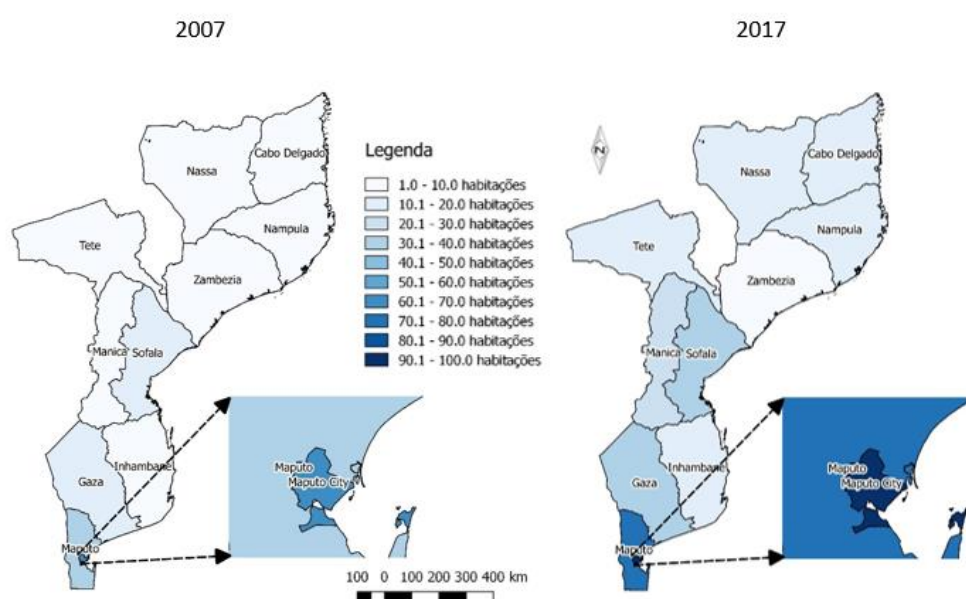 2007
2017
Cabo Delgado
Nassa
Nampula
Tete
Zambezia
Manica
Sofala
Inhambane
Gaza
Maputo
Maputo
Maputo City
Legenda
1.0 - 10.0 habitações
10.1 - 20.0 habitações
20.1 - 30.0 habitações
30.1 - 40.0 habitações
40.1 - 50.0 habitações
50.1 - 60.0 habitações
60.1 - 70.0 habitações
70.1 - 80.0 habitações
80.1 - 90.0 habitações
90.1 - 100.0 habitações
100 0 100 200 300 400 km
N
Cabo Delgado
Nassa
Nampula
Tete
Zambezia
Manica
Sofala
Inhambane
Gaza
Maputo
Maputo
Maputo City